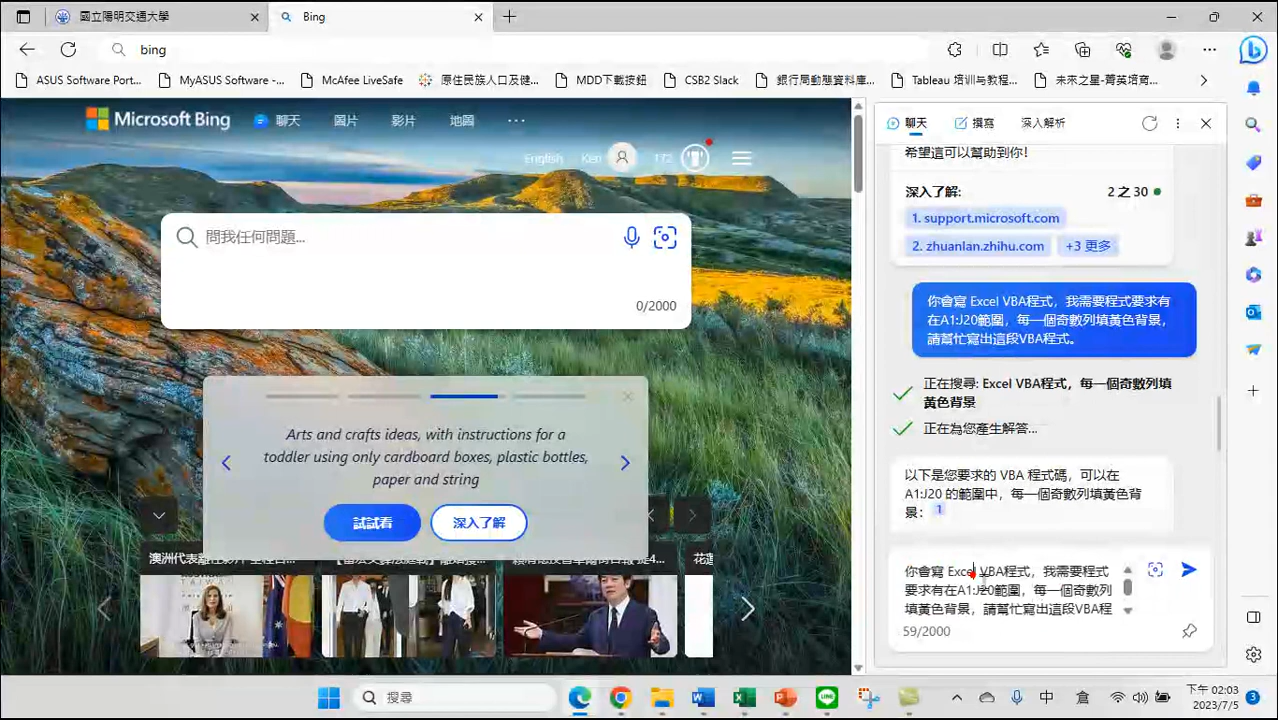 國立陽明交通大學
Bing
bing
ASUS Software Port...
MyASUS Software -...
McAfee LiveSafe
原住民族人口及健...
MDD下載按鈕
CSB2 Slack
銀行局動態資料庫...
Tableau 培训与教程...
未來之星-菁英培育...
Microsoft Bing
聊天
圖片
影片
地圖
English
Ken
172
問我任何問題...
0/2000
Arts and crafts ideas, with instructions for a
toddler using only cardboard boxes, plastic bottles,
paper and string
試試看
深入了解
聊天
撰寫
深入解析
希望這可以幫助到你!
深入了解:
2 之 30
1. support.microsoft.com
2. zhuanlan.zhihu.com
+3 更多
你會寫 Excel VBA程式，我需要程式要求有
在A1:J20範圍，每一個奇數列填黃色背景，
請幫忙寫出這段VBA程式。
正在搜尋: Excel VBA程式，每一個奇數列填
黃色背景
正在為您產生解答...
以下是您要求的 VBA 程式碼，可以在
A1:J20 的範圍中，每一個奇數列填黃色背
景： 1
你會寫 Excel VBA程式，我需要程式
要求有在A1:J20範圍，每一個奇數列
填黃色背景，請幫忙寫出這段VBA程
59/2000
搜尋
中
倉
下午 02:03
2023/7/5
3